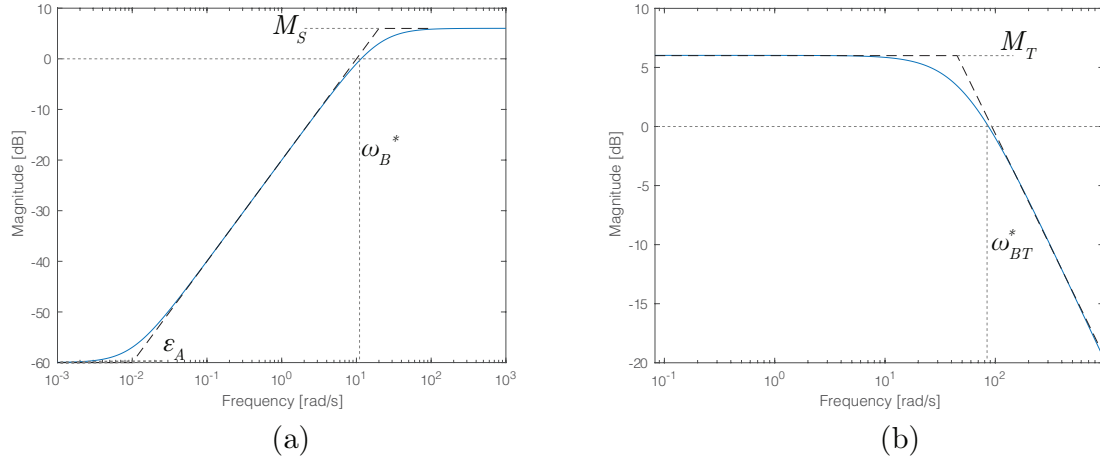 10
0
-10
-20
-30
-40
-50
-60
Magnitude [dB]
M_S
ω_B^*
ε_A
10^-3 10^-2 10^-1 10^0 10^1 10^2 10^3
Frequency [rad/s]
(a)
10
5
0
-5
-10
-15
-20
Magnitude [dB]
M_T
ω_BT^*
10^-1 10^0 10^1 10^2
Frequency [rad/s]
(b)